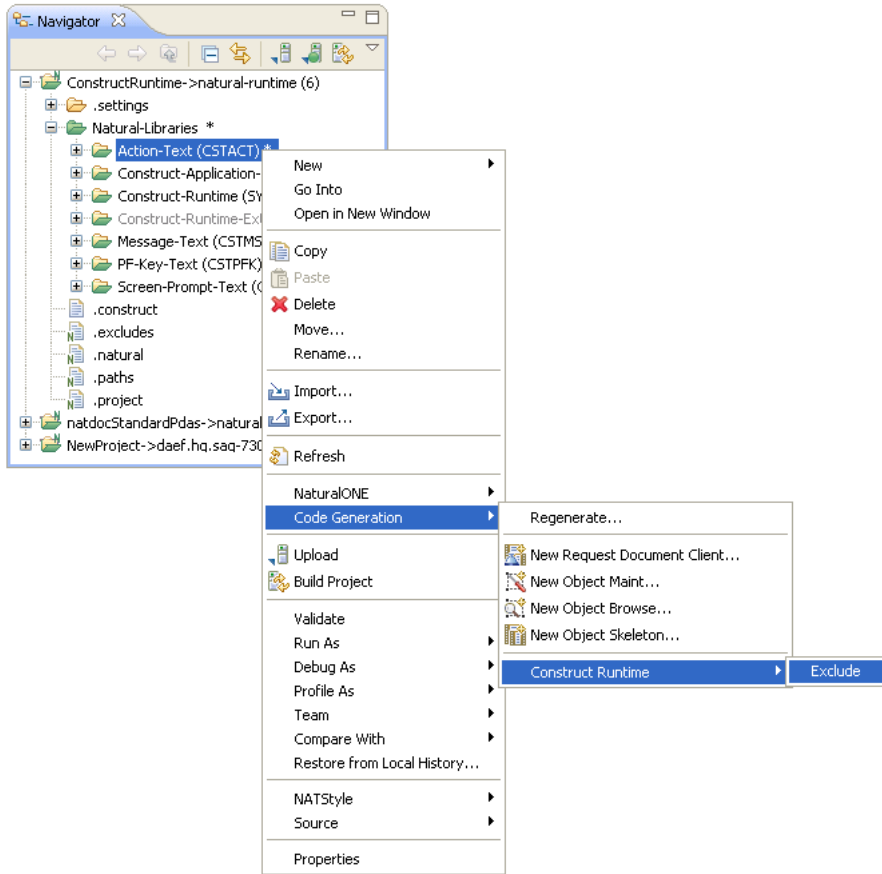 Navigator
ConstructRuntime->natural-runtime (6)
.settings
Natural-Libraries *
Action-Text (CSTACT) *
Construct-Application-
Construct-Runtime (SY
Construct-Runtime-Ext
Message-Text (CSTMS
PF-Key-Text (CSTPFK)
Screen-Prompt-Text (
.construct
.excludes
.natural
.paths
.project
natdocStandardPdas->natural
NewProject->daef.hq.saq-730
New
Go Into
Open in New Window
Copy
Paste
Delete
Move...
Rename...
Import...
Export...
Refresh
NaturalONE
Code Generation
Upload
Build Project
Validate
Run As
Debug As
Profile As
Team
Compare With
Restore from Local History...
NATStyle
Source
Properties
Regenerate...
New Request Document Client...
New Object Maint...
New Object Browse...
New Object Skeleton...
Construct Runtime
Exclude